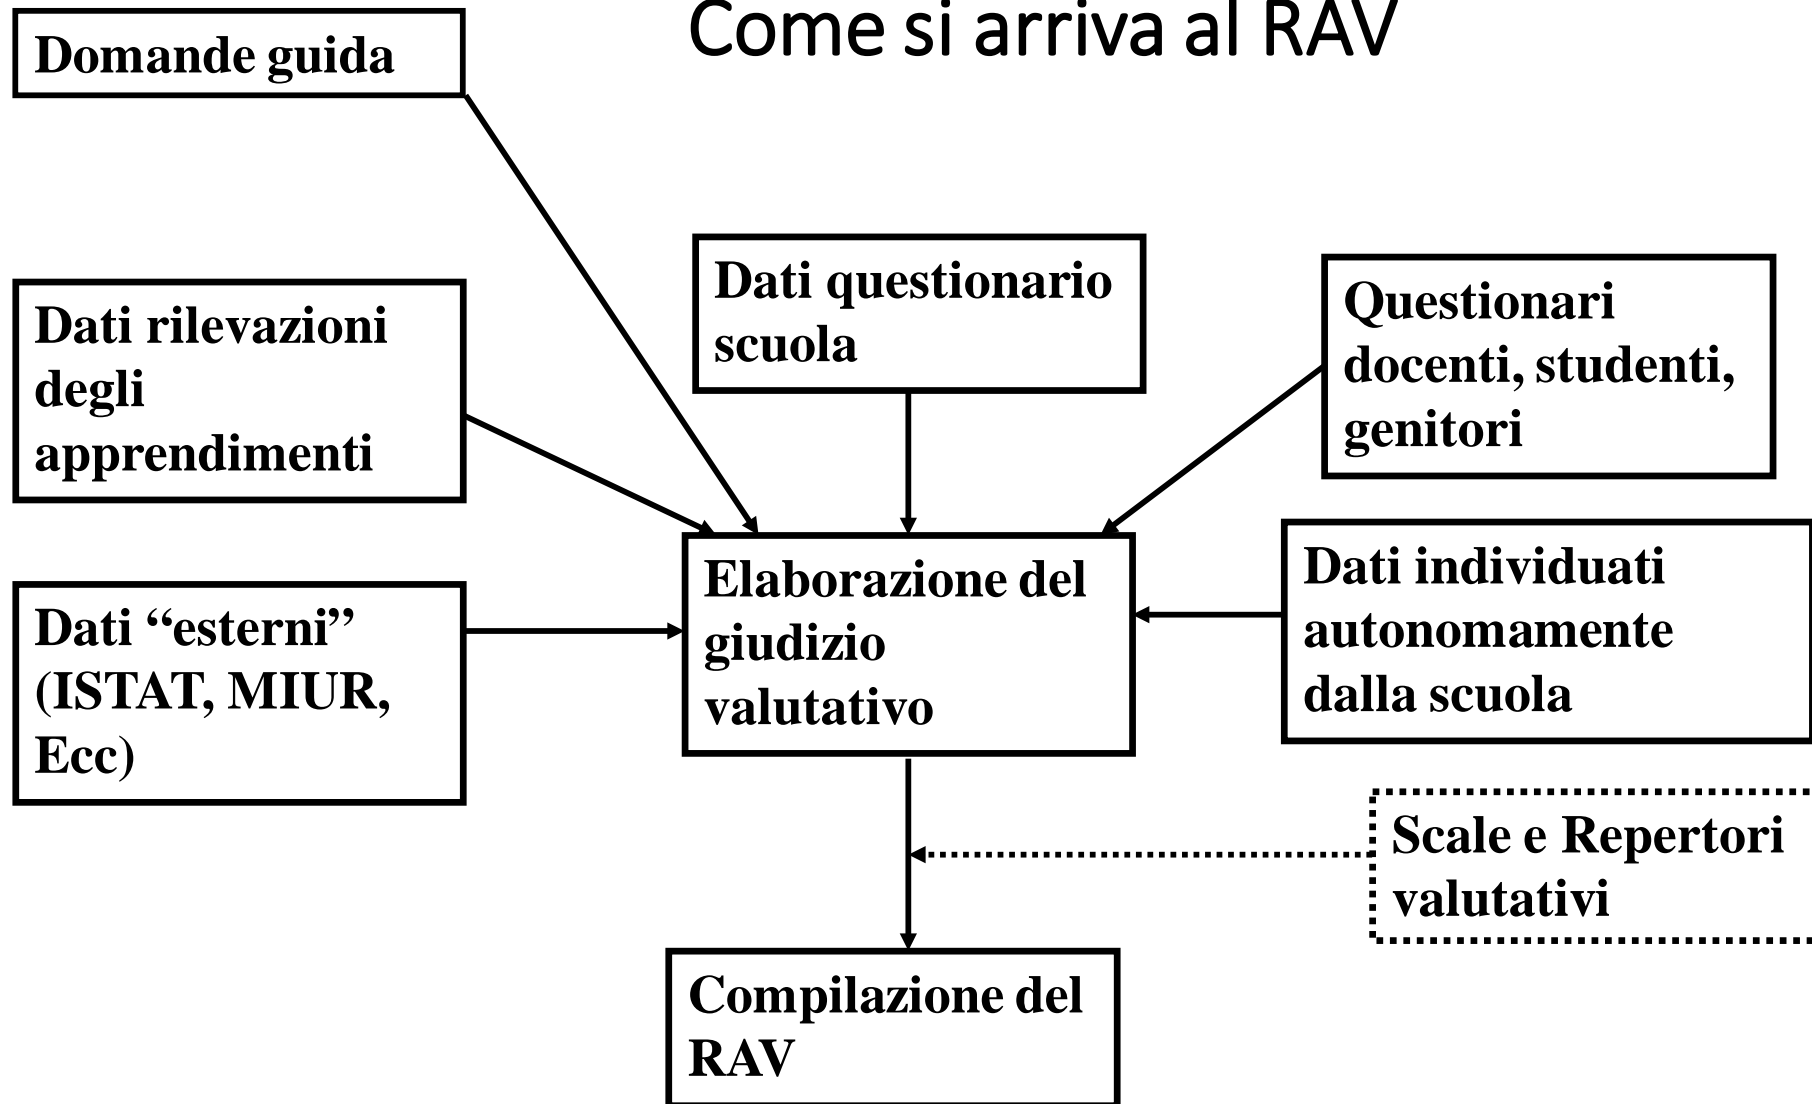 Come si arriva al RAV
Domande guida
Dati questionario
scuola
Questionari
docenti, studenti,
genitori
Dati rilevazioni
degli
apprendimenti
Elaborazione del
giudizio
valutativo
Dati individuati
autonomamente
dalla scuola
Dati “esterni”
(ISTAT, MIUR,
Ecc)
Scale e Repertori
valutativi
Compilazione del
RAV